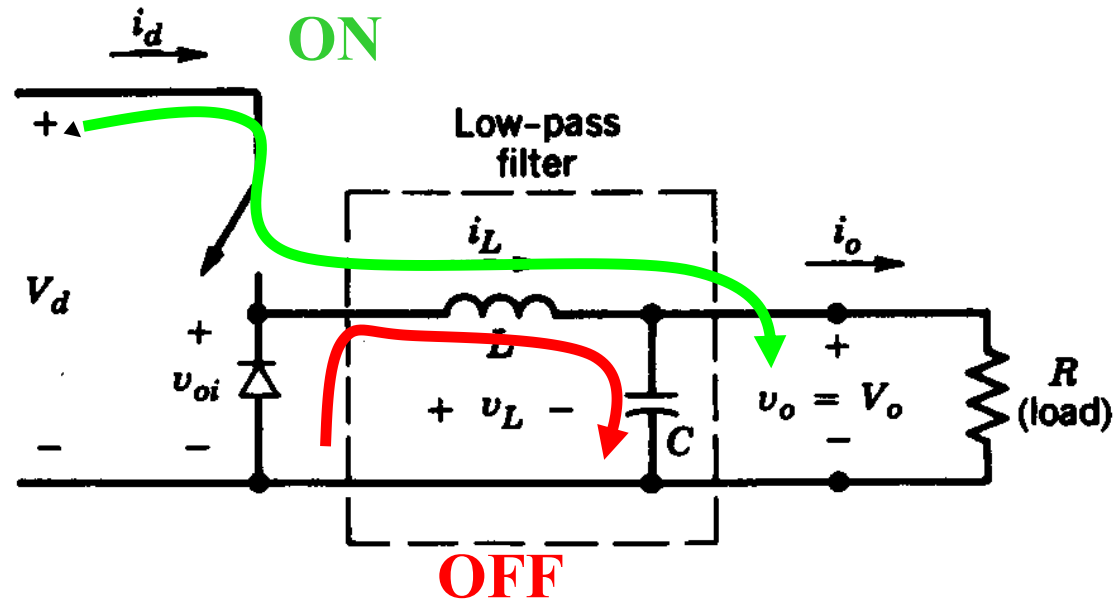 i_d
ON
+
Low-pass
filter
i_L
i_o
V_d
+
L
+
v_oi
+ v_L −
C
v_o = V_o
R
(load)
−
−
−
OFF